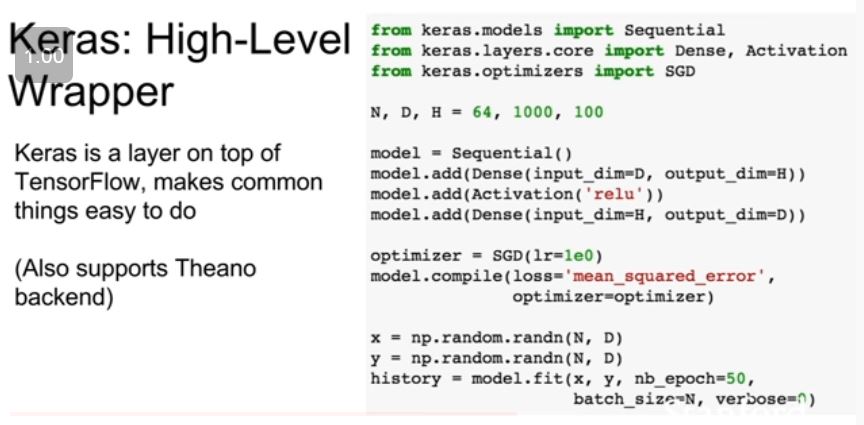 Keras: High-Level
Wrapper
1.00
Keras is a layer on top of
TensorFlow, makes common
things easy to do
(Also supports Theano
backend)
from keras.models import Sequential
from keras.layers.core import Dense, Activation
from keras.optimizers import SGD
N, D, H = 64, 1000, 100
model = Sequential()
model.add(Dense(input_dim=D, output_dim=H))
model.add(Activation('relu'))
model.add(Dense(input_dim=H, output_dim=D))
optimizer = SGD(lr=1e0)
model.compile(loss='mean_squared_error',
optimizer=optimizer)
x = np.random.randn(N, D)
y = np.random.randn(N, D)
history = model.fit(x, y, nb_epoch=50,
batch_size=N, verbose=0)